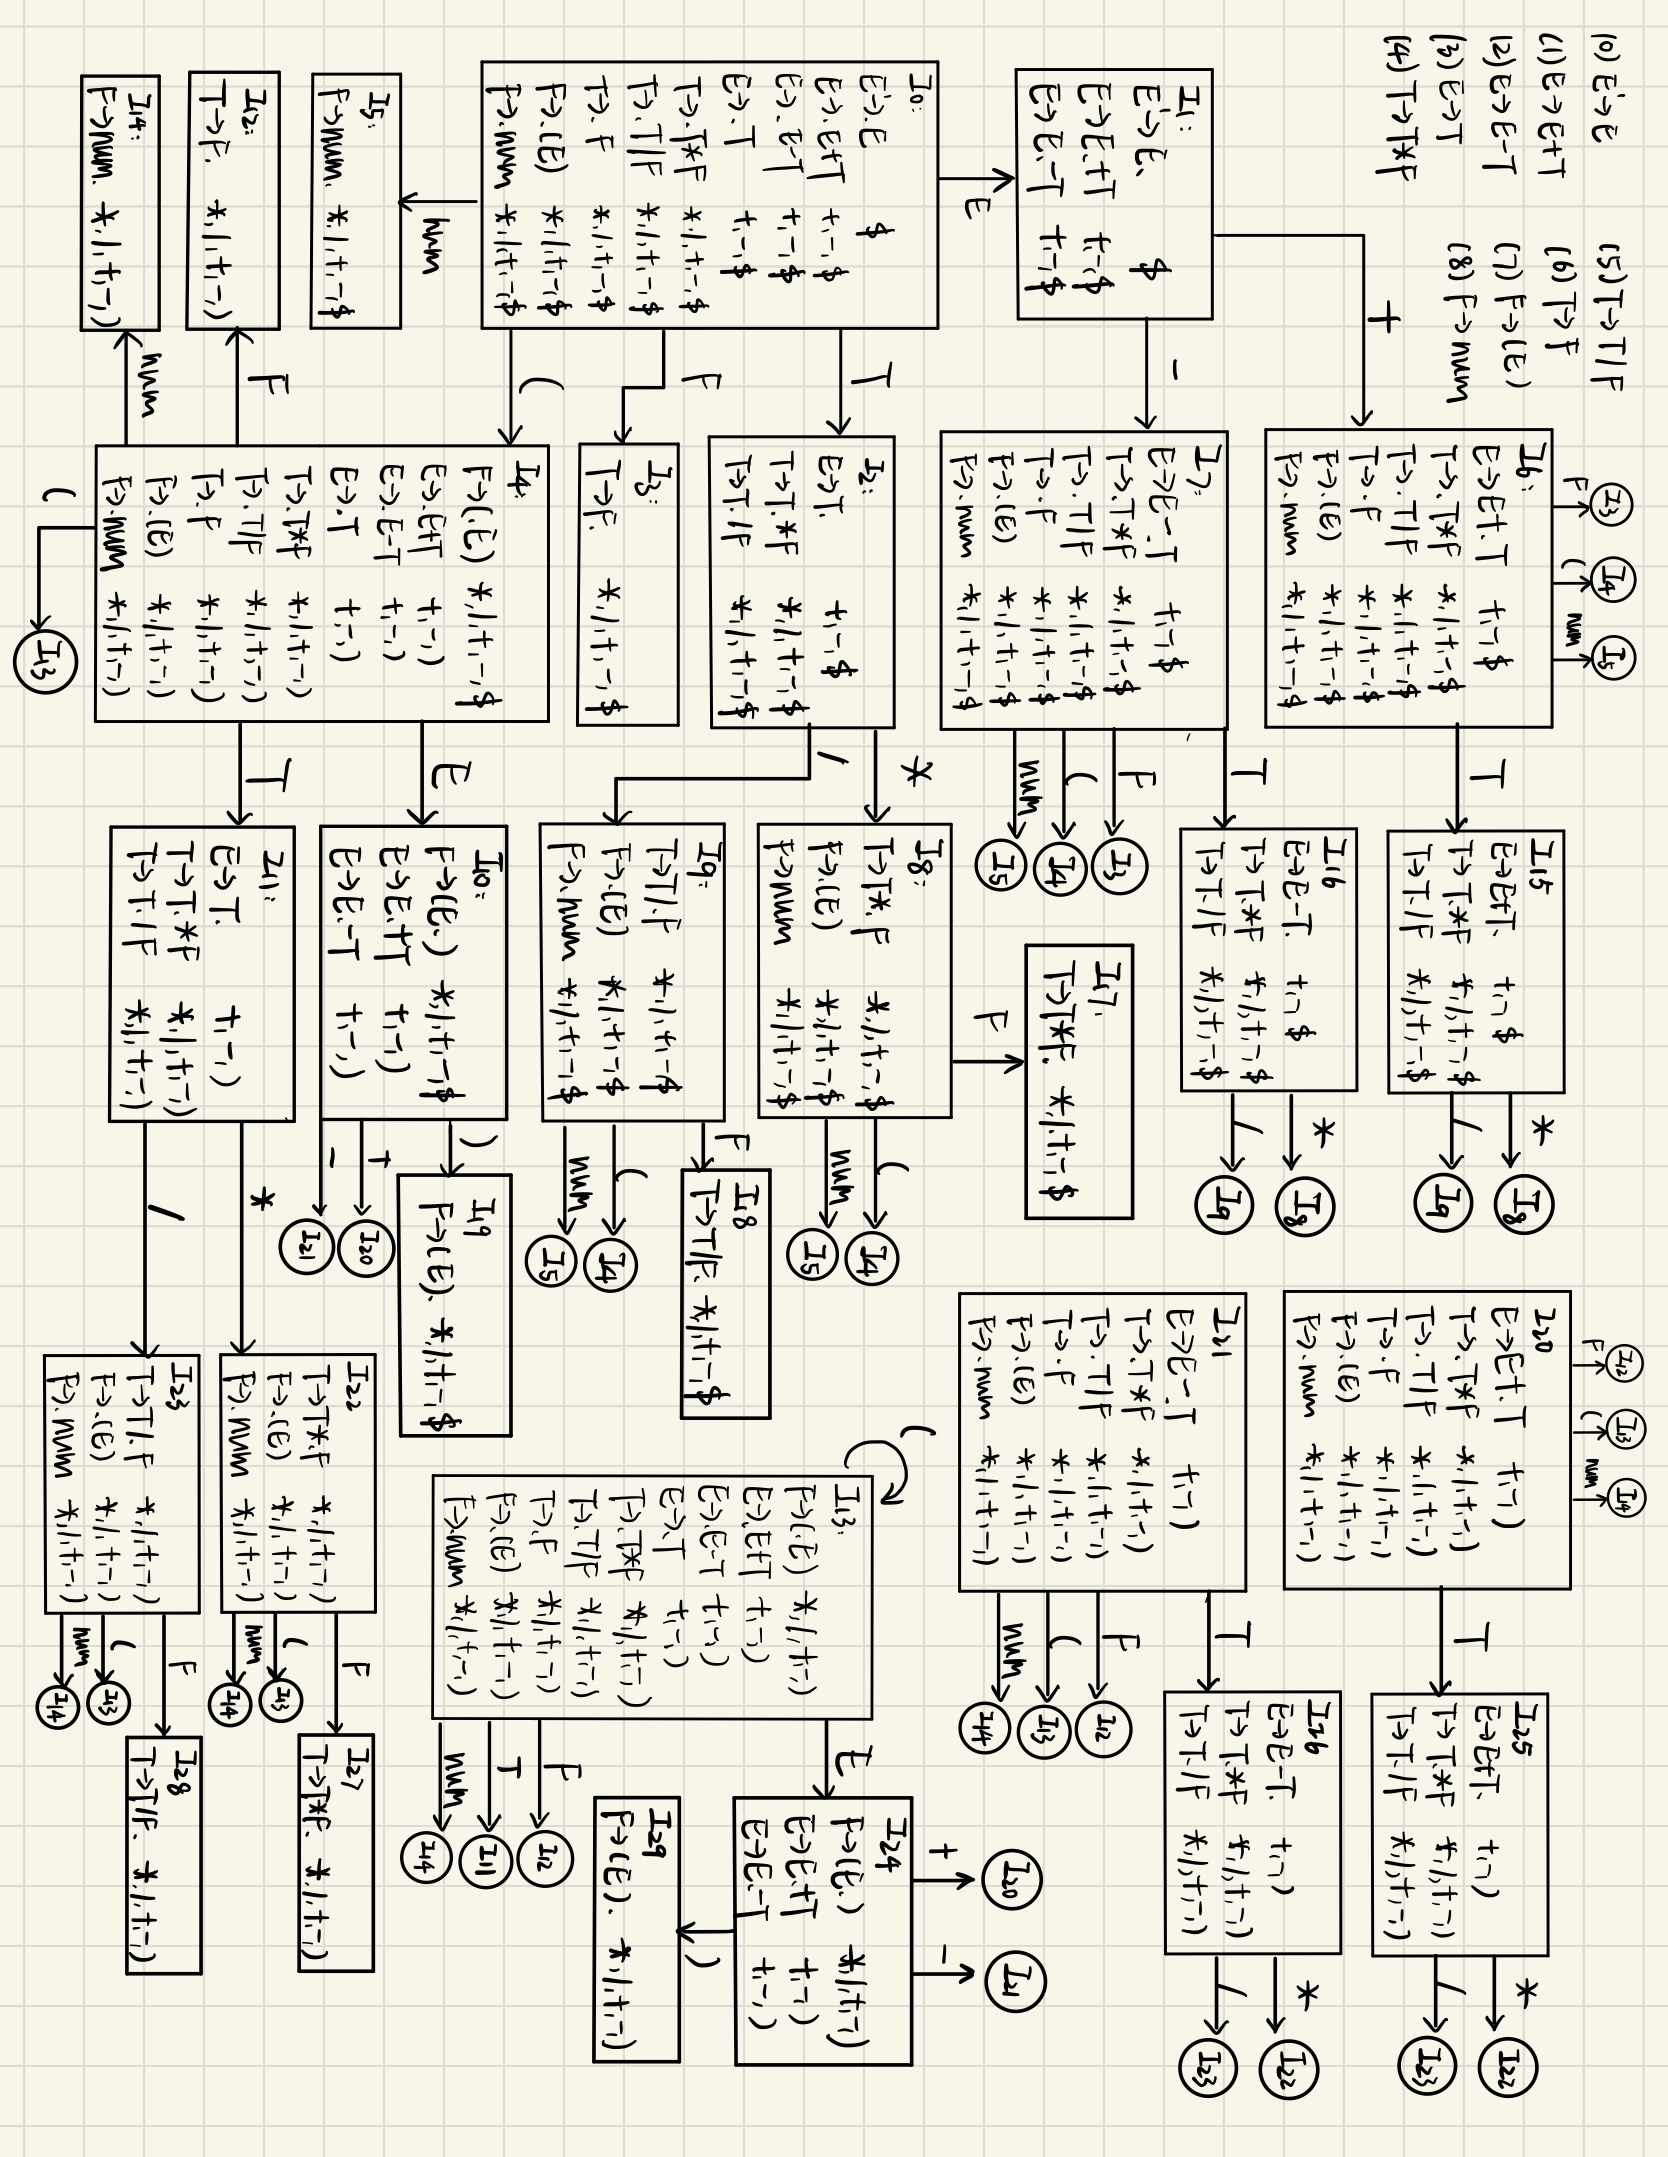 (0) E'→E
(1) E→E+T
(2) E→E-T
(3) E→T
(4) T→T*F
(5) T→T/F
(6) T→F
(7) F→(E)
(8) F→num
I3 I4 I5
F ( num
I6:
E→E+.T +,-,$
T→.T*F *,/,+,-,$
T→.T/F *,/,+,-,$
T→.F *,/,+,-,$
F→.(E) *,/,+,-,$
F→.num *,/,+,-,$
T
I15
E→E+T. +,-,$
T→T.*F *,/,+,-,$
T→T./F *,/,+,-,$
* I8
/ I9
I16
E→E-T. +,-,$
T→T.*F *,/,+,-,$
T→T./F *,/,+,-,$
* I8
/ I9
I12 I13 I14
F ( num
I20
E→E+.T +,-,)
T→.T*F *,/,+,-,)
T→.T/F *,/,+,-,)
T→.F *,/,+,-,)
F→.(E) *,/,+,-,)
F→.num *,/,+,-,)
T
I25
E→E+T. +,-,)
T→T.*F *,/,+,-,)
T→T./F *,/,+,-,)
* I22
/ I23
I26
E→E-T. +,-,)
T→T.*F *,/,+,-,)
T→T./F *,/,+,-,)
* I22
/ I23
+
I1:
E'→E. $
E→E.+T +,-,$
E→E.-T +,-,$
-
E
I7:
E→E-.T +,-,$
T→.T*F *,/,+,-,$
T→.T/F *,/,+,-,$
T→.F *,/,+,-,$
F→.(E) *,/,+,-,$
F→.num *,/,+,-,$
T
F I3
( I4
num I5
I17:
T→T*F. *,/,+,-,$
F
I21
E→E-.T +,-,)
T→.T*F *,/,+,-,)
T→.T/F *,/,+,-,)
T→.F *,/,+,-,)
F→.(E) *,/,+,-,)
F→.num *,/,+,-,)
T
F I12
( I13
num I14
I0:
E'→.E $
E→.E+T +,-,$
E→.E-T +,-,$
E→.T +,-,$
T→.T*F *,/,+,-,$
T→.T/F *,/,+,-,$
T→.F *,/,+,-,$
F→.(E) *,/,+,-,$
F→.num *,/,+,-,$
T
F
(
num
I2:
E→T. +,-,$
T→T.*F *,/,+,-,$
T→T./F *,/,+,-,$
*
/
I3:
T→F. *,/,+,-,$
I8:
T→T*.F *,/,+,-,$
F→.(E) *,/,+,-,$
F→num *,/,+,-,$
( I4
num I5
I9:
T→T/.F *,/,+,-,$
F→.(E) *,/,+,-,$
F→.num *,/,+,-,$
F
( I4
num I5
I18
T→T/F. *,/,+,-,$
(
I13:
F→(.E) *,/,+,-,)
E→.E+T +,-,)
E→.E-T +,-,)
E→.T +,-,)
T→.T*F *,/,+,-,)
T→.T/F *,/,+,-,)
T→.F *,/,+,-,)
F→.(E) *,/,+,-,)
F→.num *,/,+,-,)
E
F I12
T I11
num I14
I20 I21
+ -
I24
F→(E.) *,/,+,-,)
E→E.+T +,-,)
E→E.-T +,-,)
)
I29
F→(E). *,/,+,-,)
I4:
F→(.E) *,/,+,-,$
E→.E+T +,-,)
E→.E-T +,-,)
E→.T +,-,)
T→.T*F *,/,+,-,)
T→.T/F *,/,+,-,)
T→.F *,/,+,-,)
F→.(E) *,/,+,-,)
F→.num *,/,+,-,)
E
T
F
num
( I13
I5:
F→num. *,/,+,-,$
I12:
T→F. *,/,+,-,)
I14:
F→num. *,/,+,-,)
I10:
F→(E.) *,/,+,-,$
E→E.+T +,-,)
E→E.-T +,-,)
)
+ I20
- I21
I19
F→(E). *,/,+,-,$
I11:
E→T. +,-,)
T→T.*F *,/,+,-,)
T→T./F *,/,+,-,)
*
/
I22
T→T*.F *,/,+,-,)
F→.(E) *,/,+,-,)
F→.num *,/,+,-,)
F
( I13
num I14
I27
T→T*F. *,/,+,-,)
I23
T→T/.F *,/,+,-,)
F→.(E) *,/,+,-,)
F→.num *,/,+,-,)
F
( I13
num I14
I28
T→T/F. *,/,+,-,)